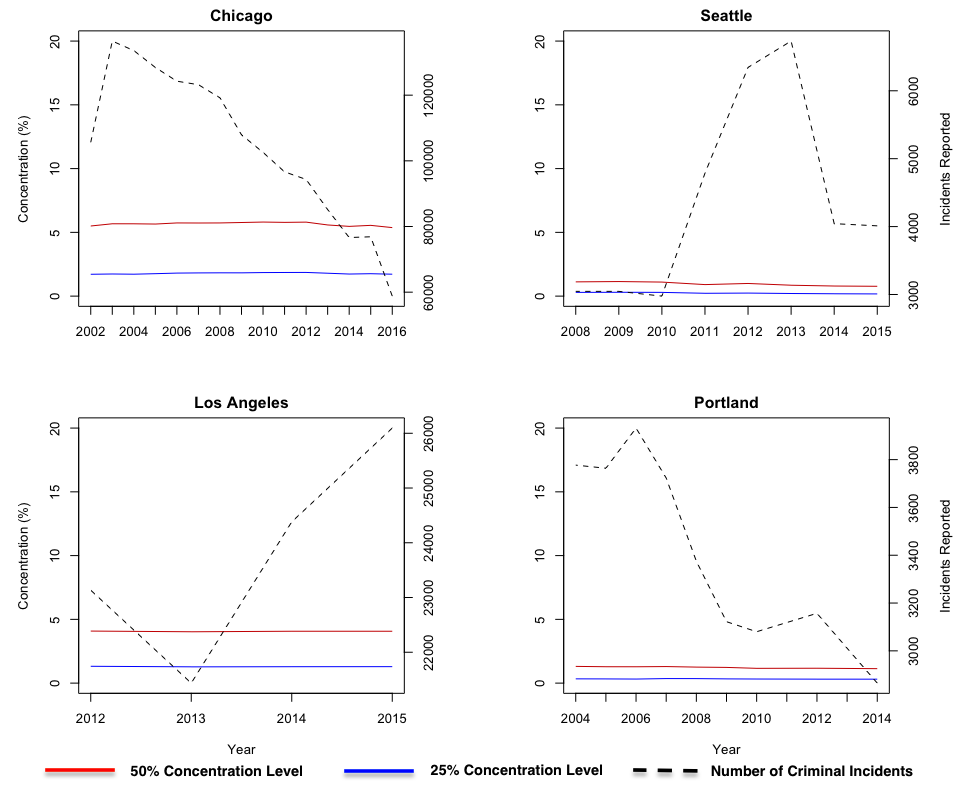 Chicago
Concentration (%)
20
15
10
5
0
120000
100000
80000
60000
2002 2004 2006 2008 2010 2012 2014 2016
Seattle
20
15
10
5
0
Incidents Reported
6000
5000
4000
3000
2008 2009 2010 2011 2012 2013 2014 2015
Los Angeles
Concentration (%)
20
15
10
5
0
26000
25000
24000
23000
22000
2012 2013 2014 2015
Year
Portland
20
15
10
5
0
Incidents Reported
3800
3600
3400
3200
3000
2004 2006 2008 2010 2012 2014
Year
50% Concentration Level
25% Concentration Level
Number of Criminal Incidents